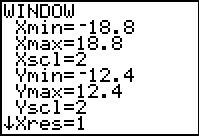 WINDOW
Xmin=-18.8
Xmax=18.8
Xscl=2
Ymin=-12.4
Ymax=12.4
Yscl=2
↓Xres=1